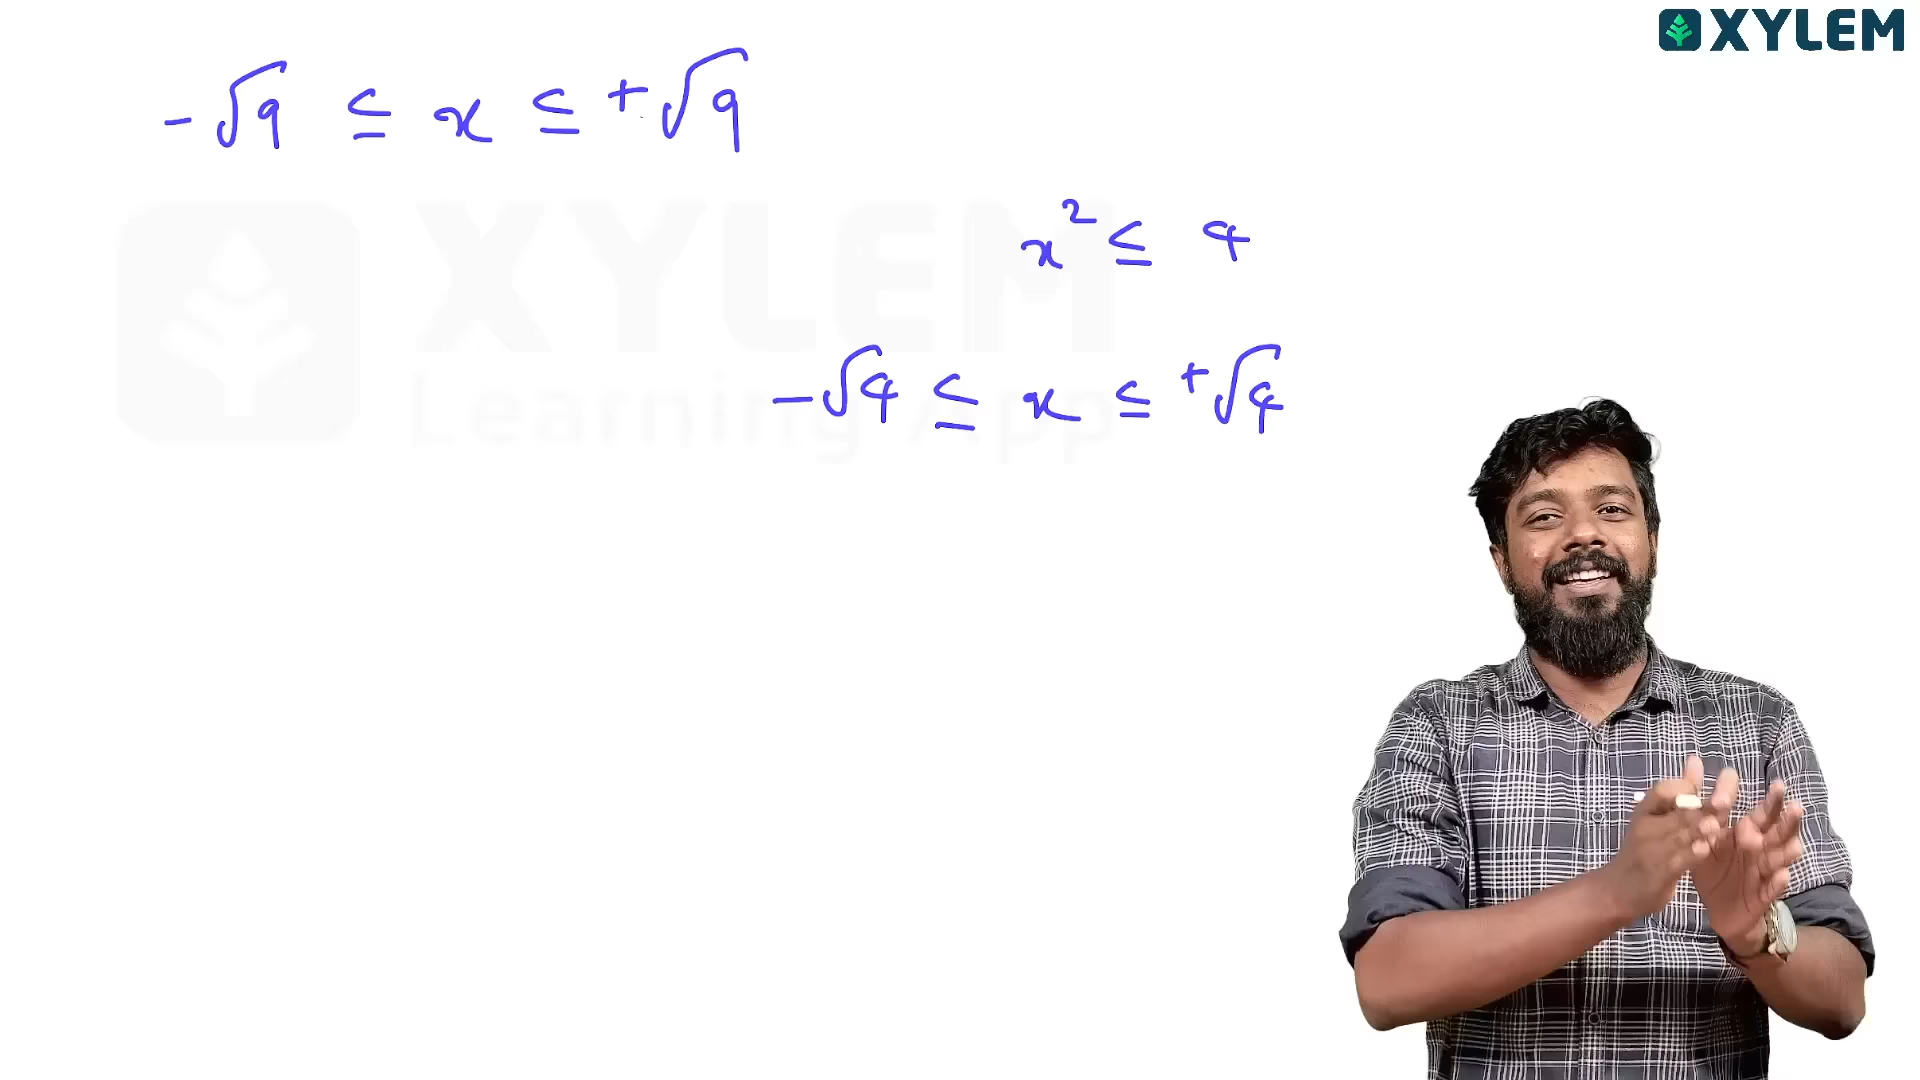 XYLEM
-√9 ≤ x ≤ +√9
x² ≤ 4
-√4 ≤ x ≤ +√4
XYLEM
Learning App